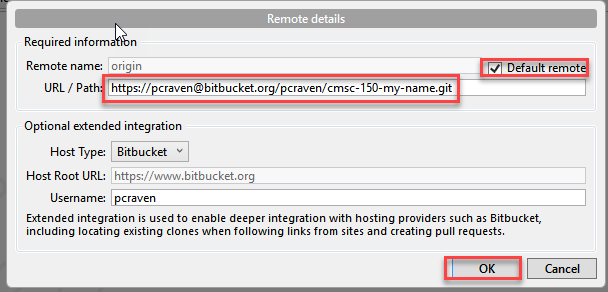 Remote details
Required information
Remote name: origin Default remote
URL / Path: https://pcraven@bitbucket.org/pcraven/cmsc-150-my-name.git
Optional extended integration
Host Type: Bitbucket
Host Root URL: https://www.bitbucket.org
Username: pcraven
Extended integration is used to enable deeper integration with hosting providers such as Bitbucket,
including locating existing clones when following links from sites and creating pull requests.
OK Cancel